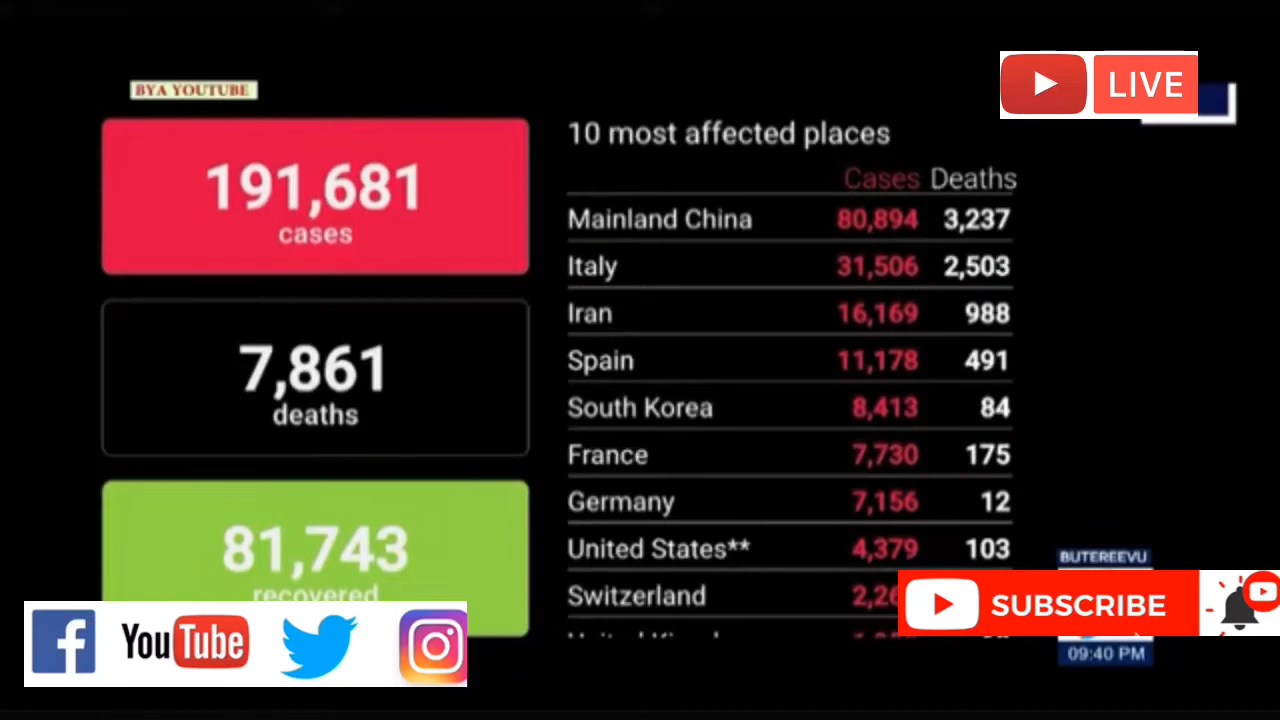 BYA YOUTUBE
LIVE
191,681
cases
7,861
deaths
81,743
recovered
10 most affected places
Cases Deaths
Mainland China 80,894 3,237
Italy 31,506 2,503
Iran 16,169 988
Spain 11,178 491
South Korea 8,413 84
France 7,730 175
Germany 7,156 12
United States** 4,379 103
Switzerland
BUTEREEVU
SUBSCRIBE
09:40 PM
f YouTube